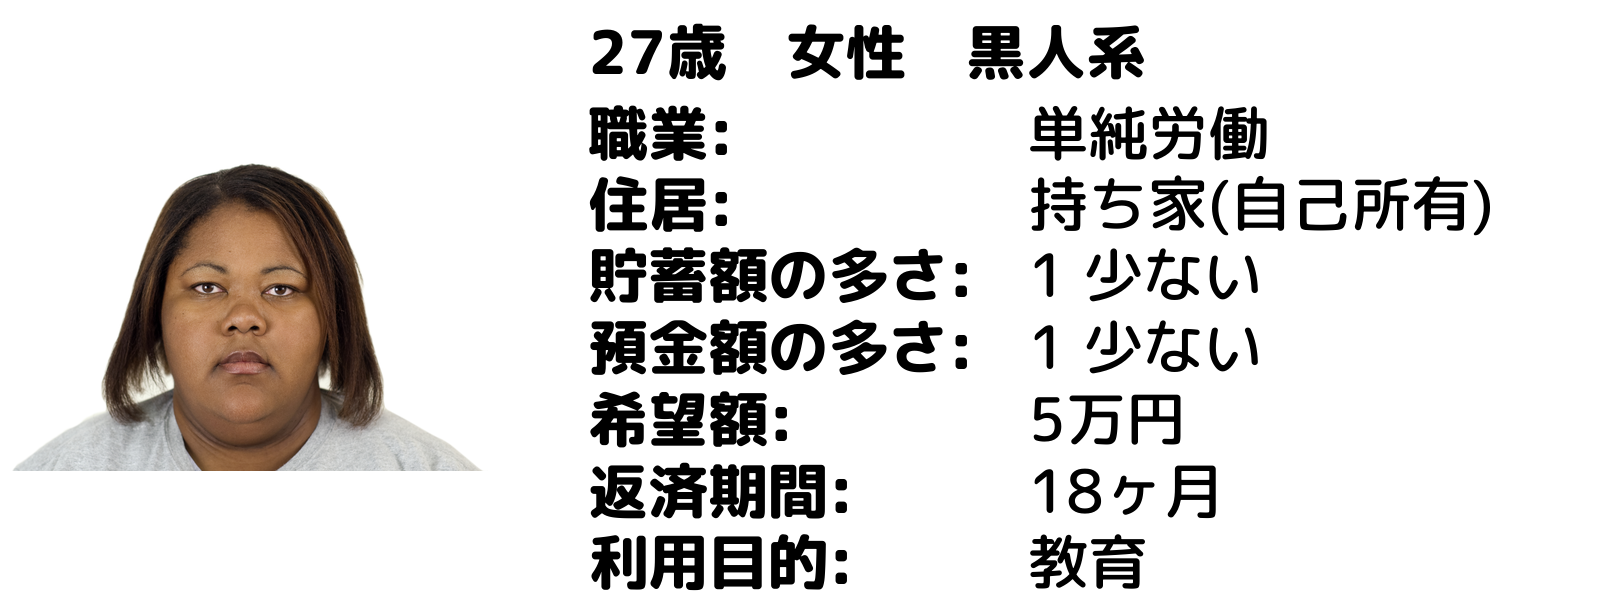 27歳　女性　黒人系
職業: 単純労働
住居: 持ち家(自己所有)
貯蓄額の多さ: 1 少ない
預金額の多さ: 1 少ない
希望額: 5万円
返済期間: 18ヶ月
利用目的: 教育